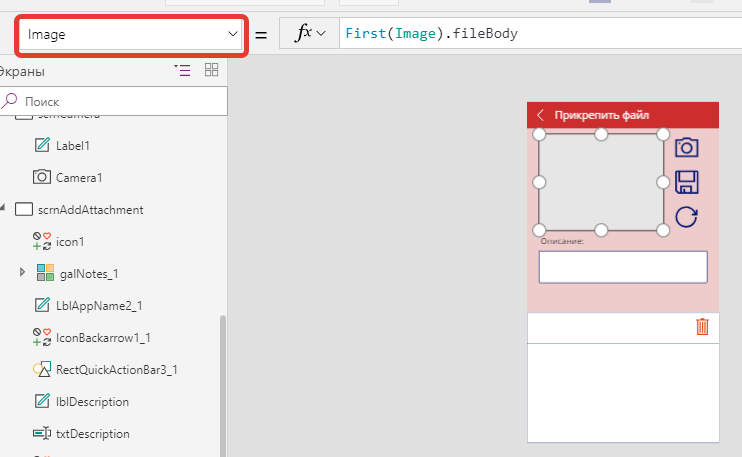 Image = fx First(Image).fileBody
Экраны
Поиск
scrnCamera
Label1
Camera1
scrnAddAttachment
icon1
galNotes_1
LblAppName2_1
IconBackarrow1_1
RectQuickActionBar3_1
lblDescription
txtDescription
Прикрепить файл
Описание: